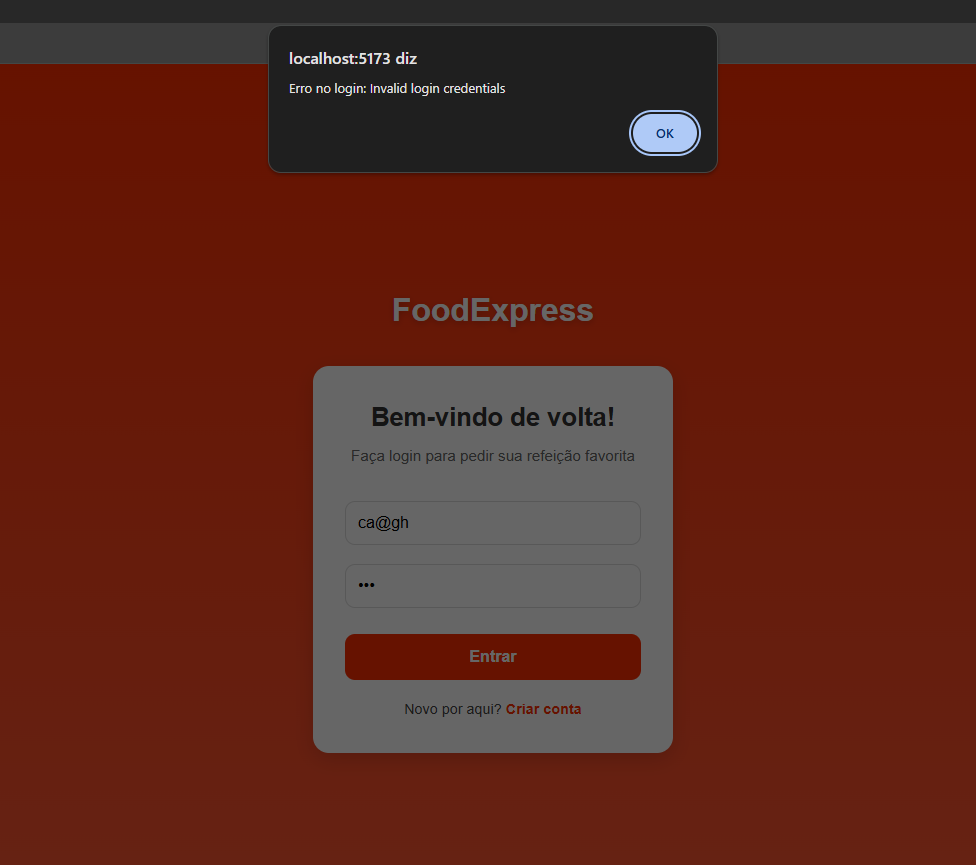 localhost:5173 diz
Erro no login: Invalid login credentials
OK
FoodExpress
Bem-vindo de volta!
Faça login para pedir sua refeição favorita
ca@gh
•••
Entrar
Novo por aqui? Criar conta